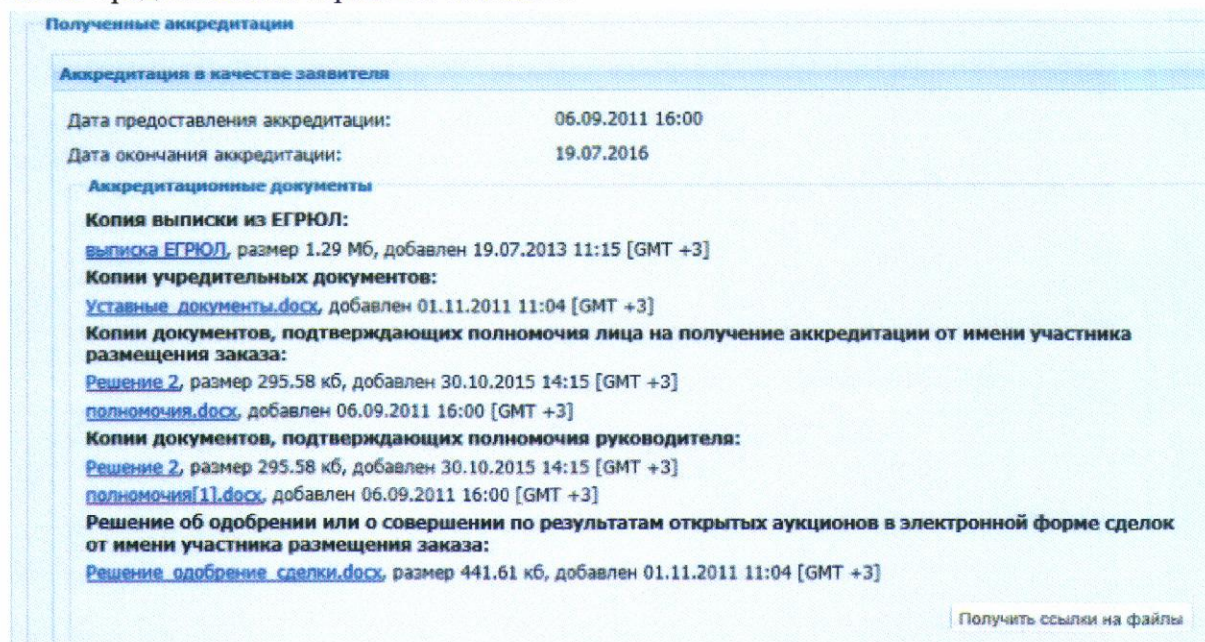 Полученные аккредитации
Аккредитация в качестве заявителя
Дата предоставления аккредитации: 06.09.2011 16:00
Дата окончания аккредитации: 19.07.2016
Аккредитационные документы
Копия выписки из ЕГРЮЛ:
выписка ЕГРЮЛ, размер 1.29 Мб, добавлен 19.07.2013 11:15 [GMT +3]
Копии учредительных документов:
Уставные_документы.docx, добавлен 01.11.2011 11:04 [GMT +3]
Копии документов, подтверждающих полномочия лица на получение аккредитации от имени участника
размещения заказа:
Решение 2, размер 295.58 кб, добавлен 30.10.2015 14:15 [GMT +3]
полномочия.docx, добавлен 06.09.2011 16:00 [GMT +3]
Копии документов, подтверждающих полномочия руководителя:
Решение 2, размер 295.58 кб, добавлен 30.10.2015 14:15 [GMT +3]
полномочия[1].docx, добавлен 06.09.2011 16:00 [GMT +3]
Решение об одобрении или о совершении по результатам открытых аукционов в электронной форме сделок
от имени участника размещения заказа:
Решение_одобрение_сделки.docx, размер 441.61 кб, добавлен 01.11.2011 11:04 [GMT +3]
Получить ссылки на файлы